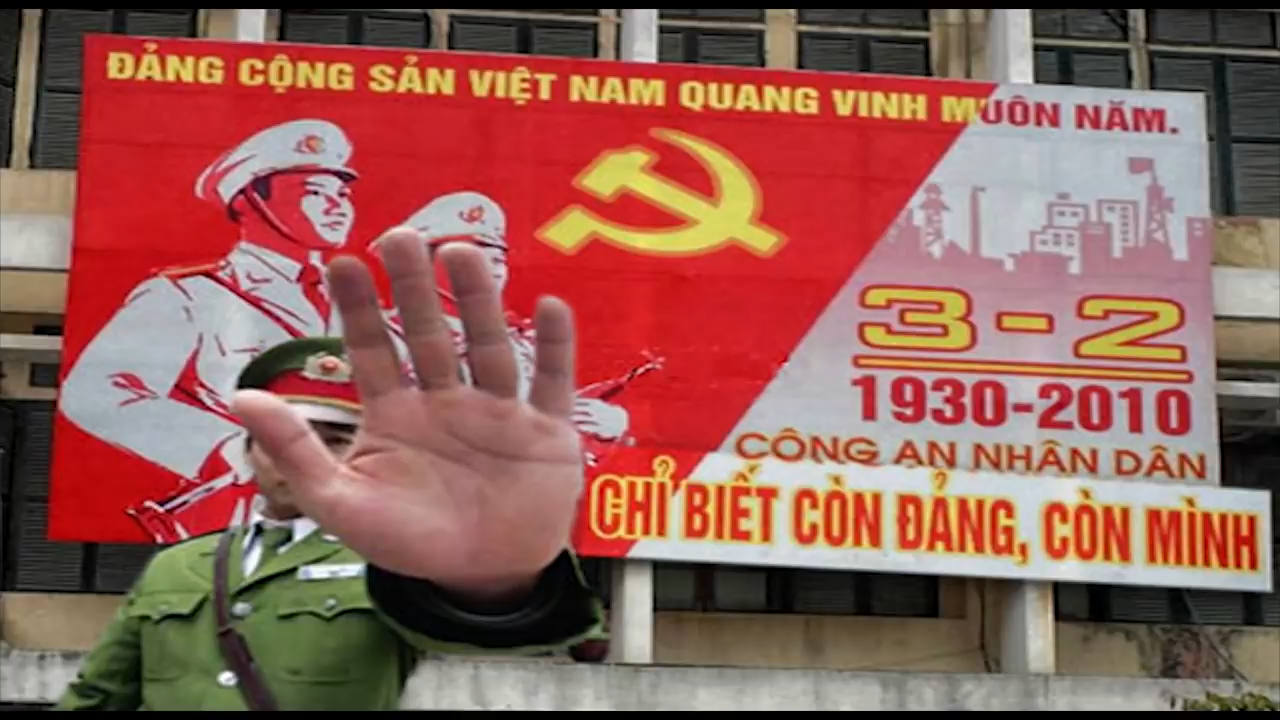 ĐẢNG CỘNG SẢN VIỆT NAM QUANG VINH MUÔN NĂM.
3-2
1930-2010
CÔNG AN NHÂN DÂN
CHỈ BIẾT CÒN ĐẢNG, CÒN MÌNH